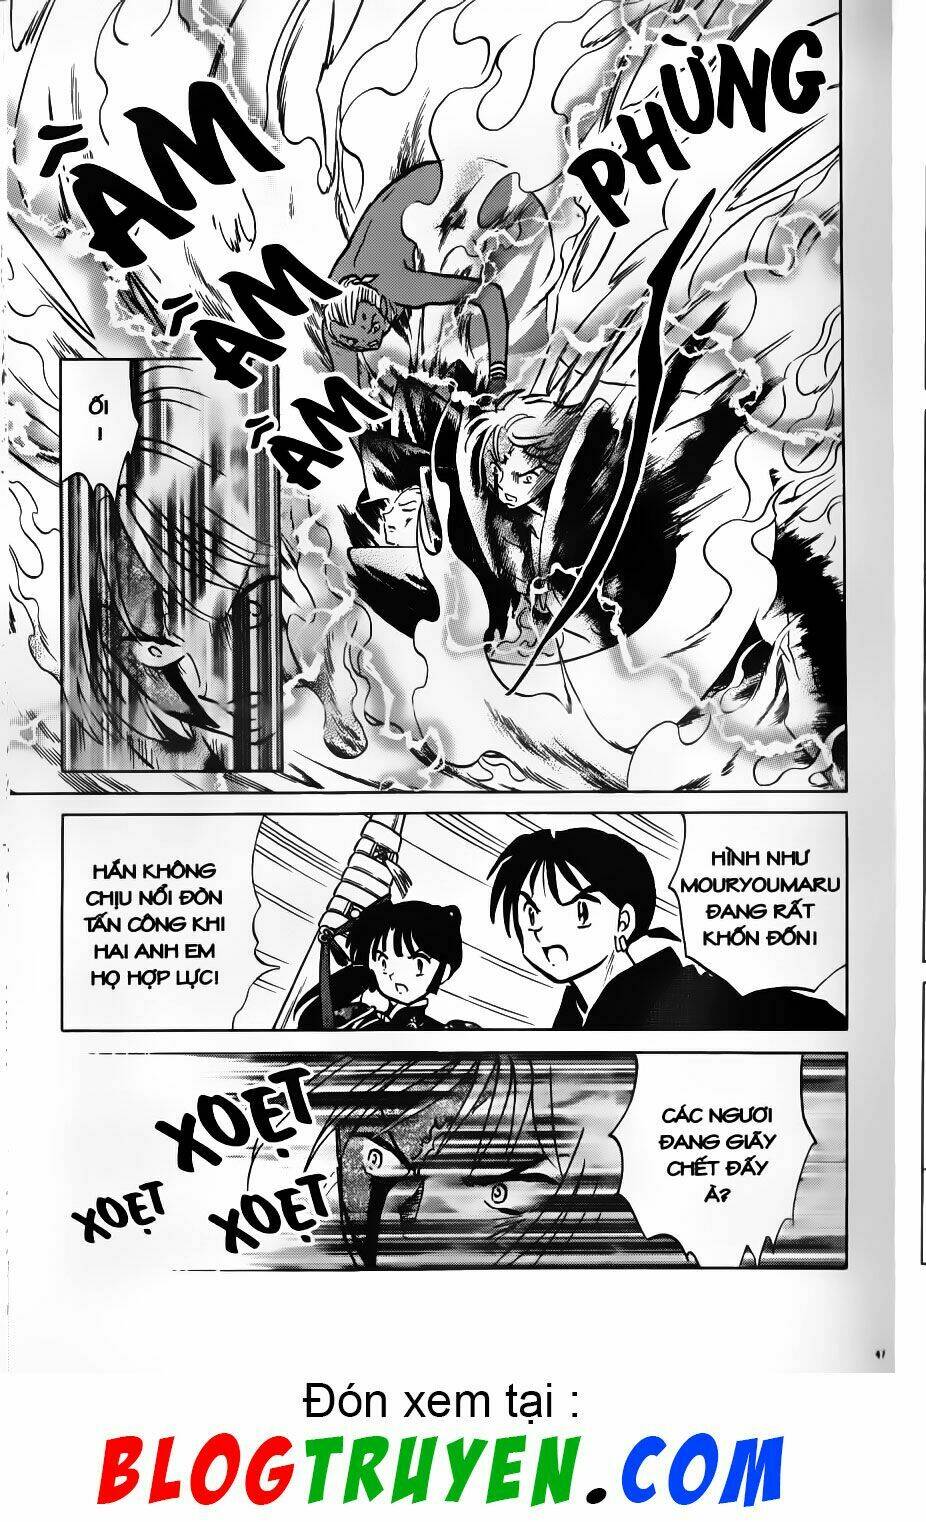 PHỪNG
ẦM
ẦM
ẦM
ỐI
!
HÌNH NHƯ
MOURYOUMARU
ĐANG RẤT
KHỐN ĐỐN!
HẮN KHÔNG
CHỊU NỔI ĐÒN
TẤN CÔNG KHI
HAI ANH EM
HỌ HỢP LỰC!
CÁC NGƯƠI
ĐANG GIÃY
CHẾT ĐẤY
À?
XOẸT
XOẸT
XOẸT
Đón xem tại :
BLOGTRUYEN.COM